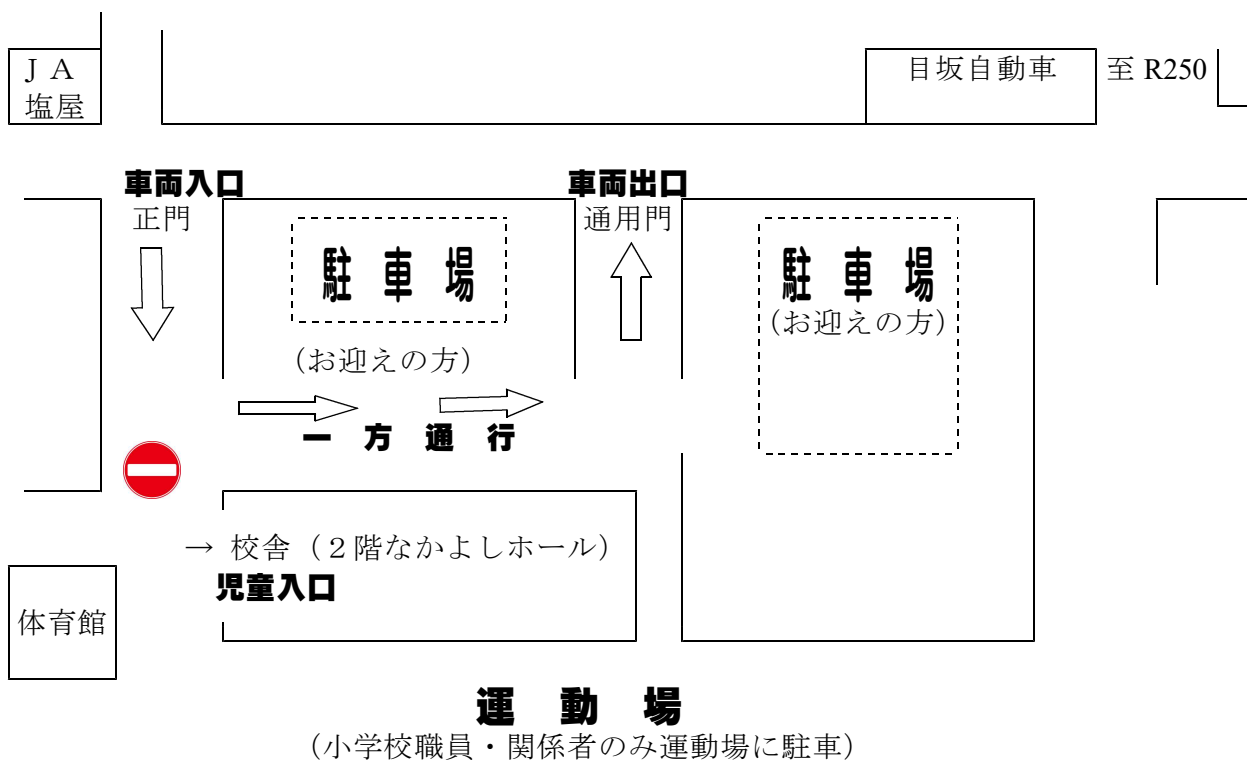 ＪＡ
塩屋
目坂自動車
至 R250
車両入口
正門
車両出口
通用門
駐車場
(お迎えの方)
駐車場
(お迎えの方)
一方通行
→ 校舎（２階なかよしホール）
児童入口
体育館
運動場
(小学校職員・関係者のみ運動場に駐車)